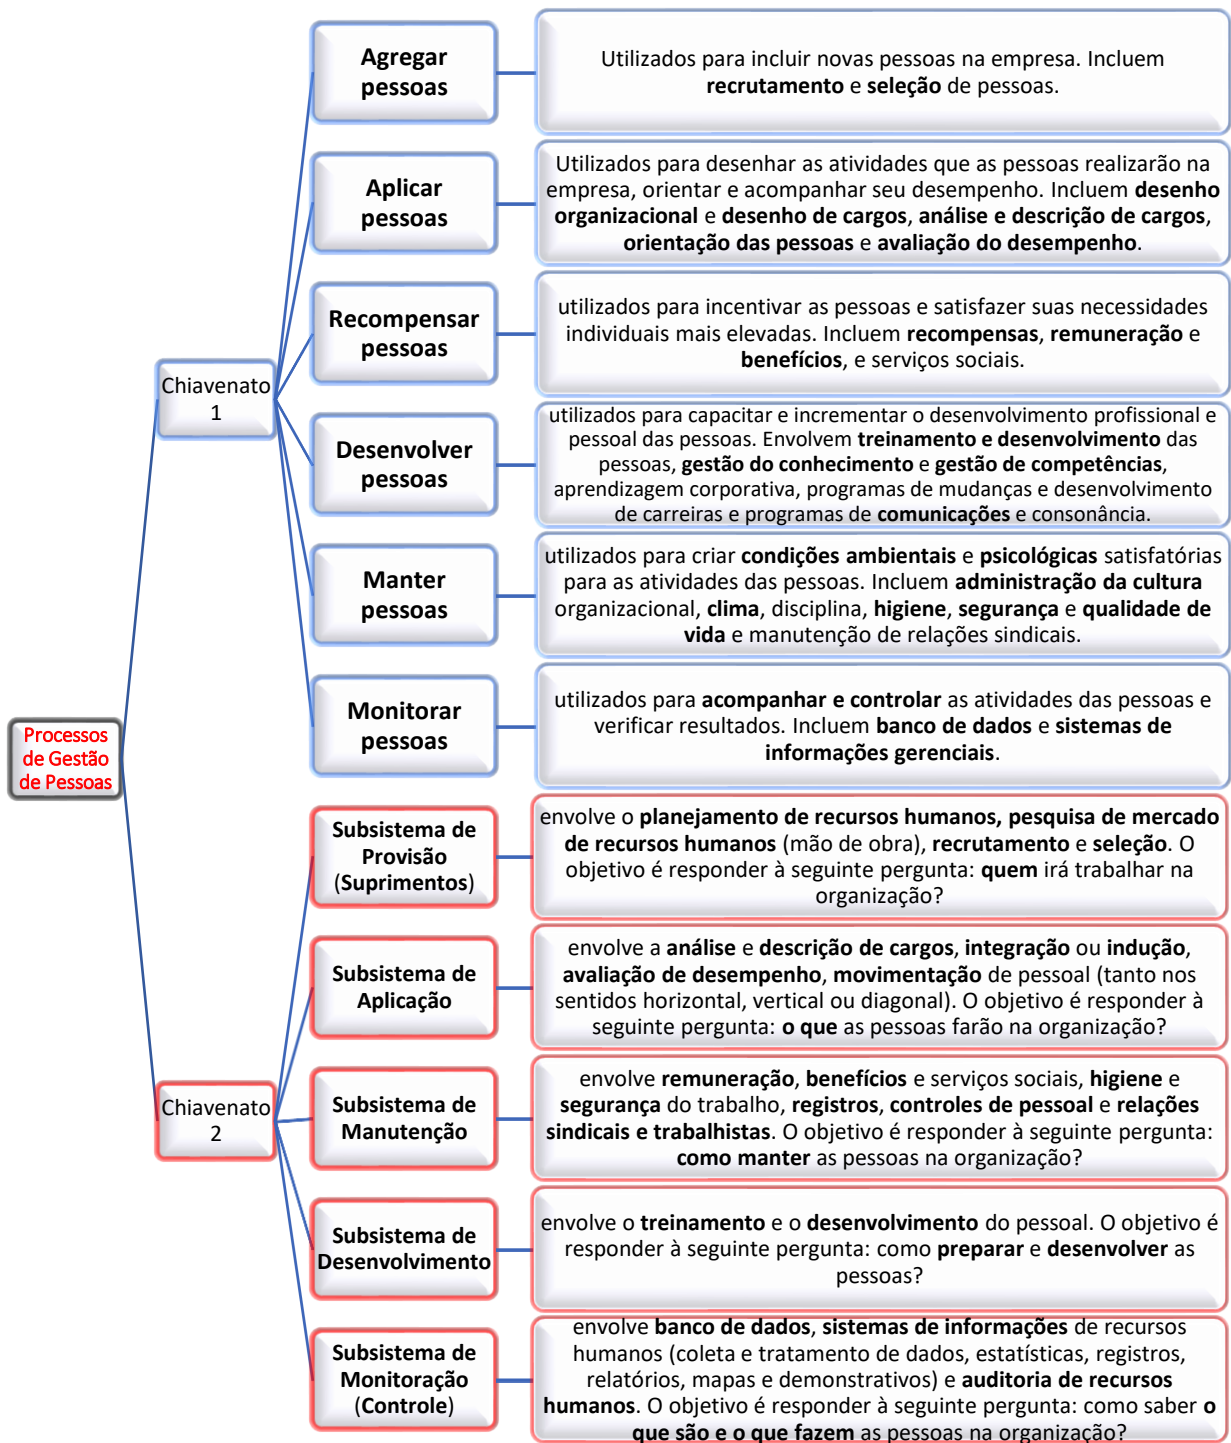 Processos
de Gestão
de Pessoas
Chiavenato
1
Agregar
pessoas
Utilizados para incluir novas pessoas na empresa. Incluem
recrutamento e seleção de pessoas.
Aplicar
pessoas
Utilizados para desenhar as atividades que as pessoas realizarão na
empresa, orientar e acompanhar seu desempenho. Incluem desenho
organizacional e desenho de cargos, análise e descrição de cargos,
orientação das pessoas e avaliação do desempenho.
Recompensar
pessoas
utilizados para incentivar as pessoas e satisfazer suas necessidades
individuais mais elevadas. Incluem recompensas, remuneração e
benefícios, e serviços sociais.
Desenvolver
pessoas
utilizados para capacitar e incrementar o desenvolvimento profissional e
pessoal das pessoas. Envolvem treinamento e desenvolvimento das
pessoas, gestão do conhecimento e gestão de competências,
aprendizagem corporativa, programas de mudanças e desenvolvimento
de carreiras e programas de comunicações e consonância.
Manter
pessoas
utilizados para criar condições ambientais e psicológicas satisfatórias
para as atividades das pessoas. Incluem administração da cultura
organizacional, clima, disciplina, higiene, segurança e qualidade de
vida e manutenção de relações sindicais.
Monitorar
pessoas
utilizados para acompanhar e controlar as atividades das pessoas e
verificar resultados. Incluem banco de dados e sistemas de
informações gerenciais.
Chiavenato
2
Subsistema de
Provisão
(Suprimentos)
envolve o planejamento de recursos humanos, pesquisa de mercado
de recursos humanos (mão de obra), recrutamento e seleção. O
objetivo é responder à seguinte pergunta: quem irá trabalhar na
organização?
Subsistema de
Aplicação
envolve a análise e descrição de cargos, integração ou indução,
avaliação de desempenho, movimentação de pessoal (tanto nos
sentidos horizontal, vertical ou diagonal). O objetivo é responder à
seguinte pergunta: o que as pessoas farão na organização?
Subsistema de
Manutenção
envolve remuneração, benefícios e serviços sociais, higiene e
segurança do trabalho, registros, controles de pessoal e relações
sindicais e trabalhistas. O objetivo é responder à seguinte pergunta:
como manter as pessoas na organização?
Subsistema de
Desenvolvimento
envolve o treinamento e o desenvolvimento do pessoal. O objetivo é
responder à seguinte pergunta: como preparar e desenvolver as
pessoas?
Subsistema de
Monitoração
(Controle)
envolve banco de dados, sistemas de informações de recursos
humanos (coleta e tratamento de dados, estatísticas, registros,
relatórios, mapas e demonstrativos) e auditoria de recursos
humanos. O objetivo é responder à seguinte pergunta: como saber o
que são e o que fazem as pessoas na organização?